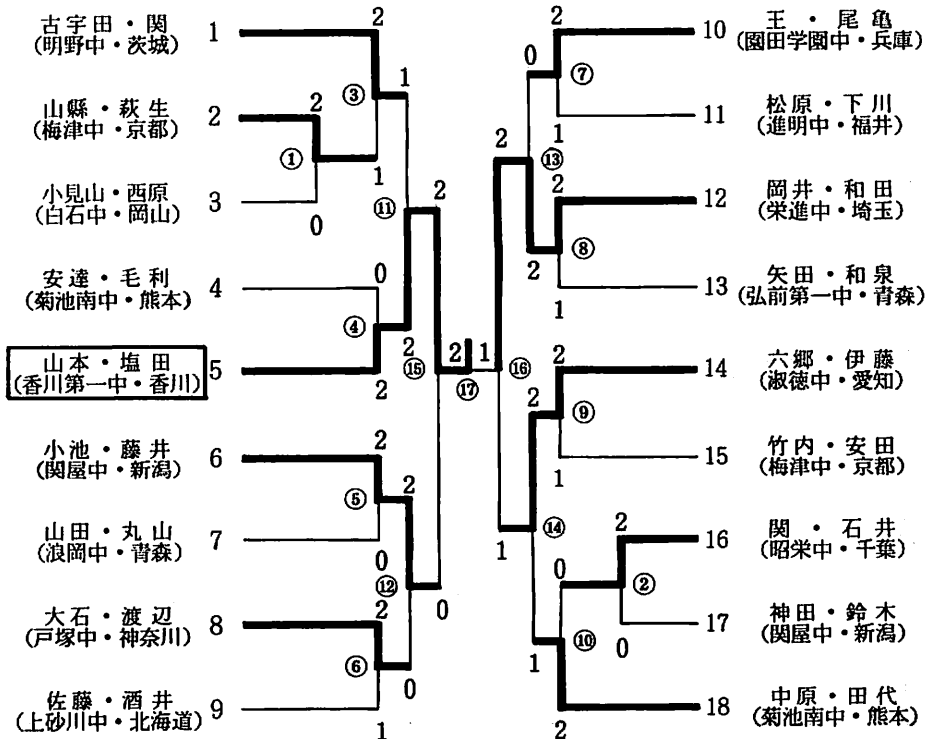 古宇田・関
(明野中・茨城)
1
山縣・萩生
(梅津中・京都)
2
小見山・西原
(白石中・岡山)
3
安達・毛利
(菊池南中・熊本)
4
山本・塩田
(香川第一中・香川)
5
小池・藤井
(関屋中・新潟)
6
山田・丸山
(浪岡中・青森)
7
大石・渡辺
(戸塚中・神奈川)
8
佐藤・酒井
(上砂川中・北海道)
9
2
③
1
1
2
①
0
⑪
2
0
④
2
2
⑮
2
⑰
1
2
⑤
0
2
⑫
0
2
⑥
0
1
10
王・尾亀
(園田学園中・兵庫)
11
松原・下川
(進明中・福井)
12
岡井・和田
(栄進中・埼玉)
13
矢田・和泉
(弘前第一中・青森)
14
六郷・伊藤
(淑徳中・愛知)
15
竹内・安田
(梅津中・京都)
16
関・石井
(昭栄中・千葉)
17
神田・鈴木
(関屋中・新潟)
18
中原・田代
(菊池南中・熊本)
2
0
⑦
1
2
⑬
2
⑧
2
1
⑯
2
2
⑨
1
⑭
1
2
0
②
0
⑩
1
2